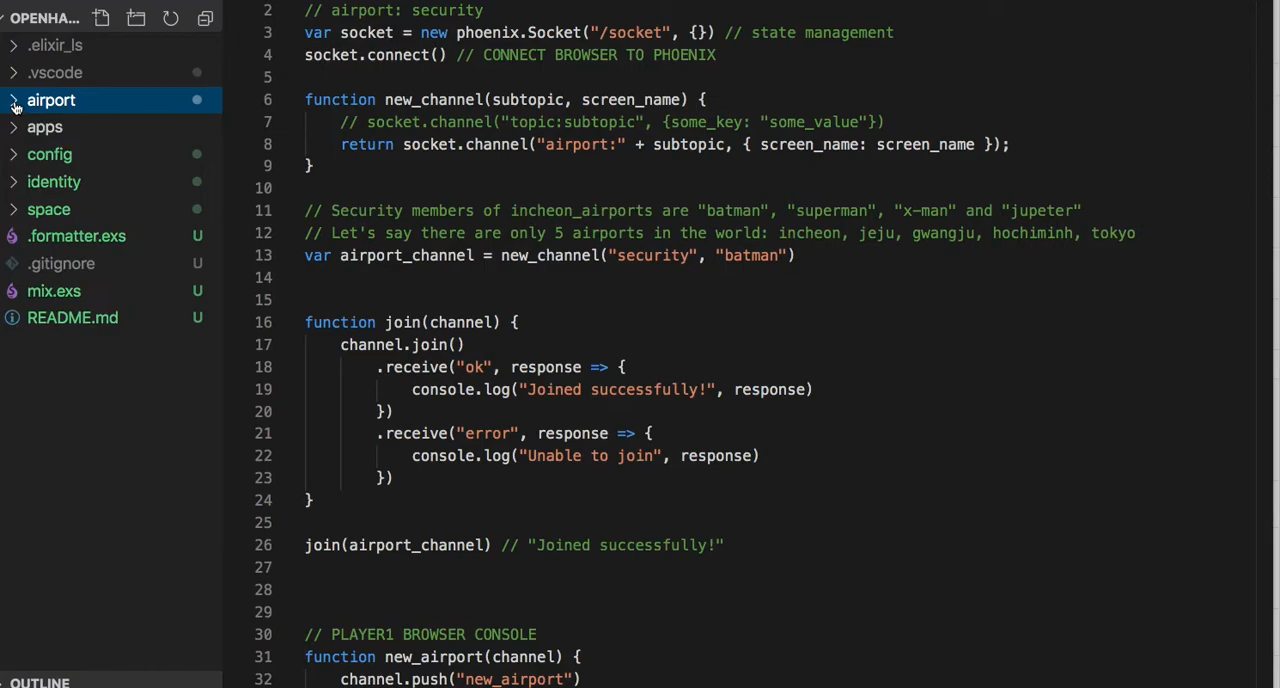 OPENHA...
.elixir_ls
.vscode
airport
apps
config
identity
space
.formatter.exs U
.gitignore U
mix.exs U
README.md U
OUTLINE
2 // airport: security
3 var socket = new phoenix.Socket("/socket", {}) // state management
4 socket.connect() // CONNECT BROWSER TO PHOENIX
5
6 function new_channel(subtopic, screen_name) {
7 // socket.channel("topic:subtopic", {some_key: "some_value"})
8 return socket.channel("airport:" + subtopic, { screen_name: screen_name });
9 }
10
11 // Security members of incheon_airports are "batman", "superman", "x-man" and "jupeter"
12 // Let's say there are only 5 airports in the world: incheon, jeju, gwangju, hochiminh, tokyo
13 var airport_channel = new_channel("security", "batman")
14
15
16 function join(channel) {
17 channel.join()
18 .receive("ok", response => {
19 console.log("Joined successfully!", response)
20 })
21 .receive("error", response => {
22 console.log("Unable to join", response)
23 })
24 }
25
26 join(airport_channel) // "Joined successfully!"
27
28
29
30 // PLAYER1 BROWSER CONSOLE
31 function new_airport(channel) {
32 channel.push("new_airport")